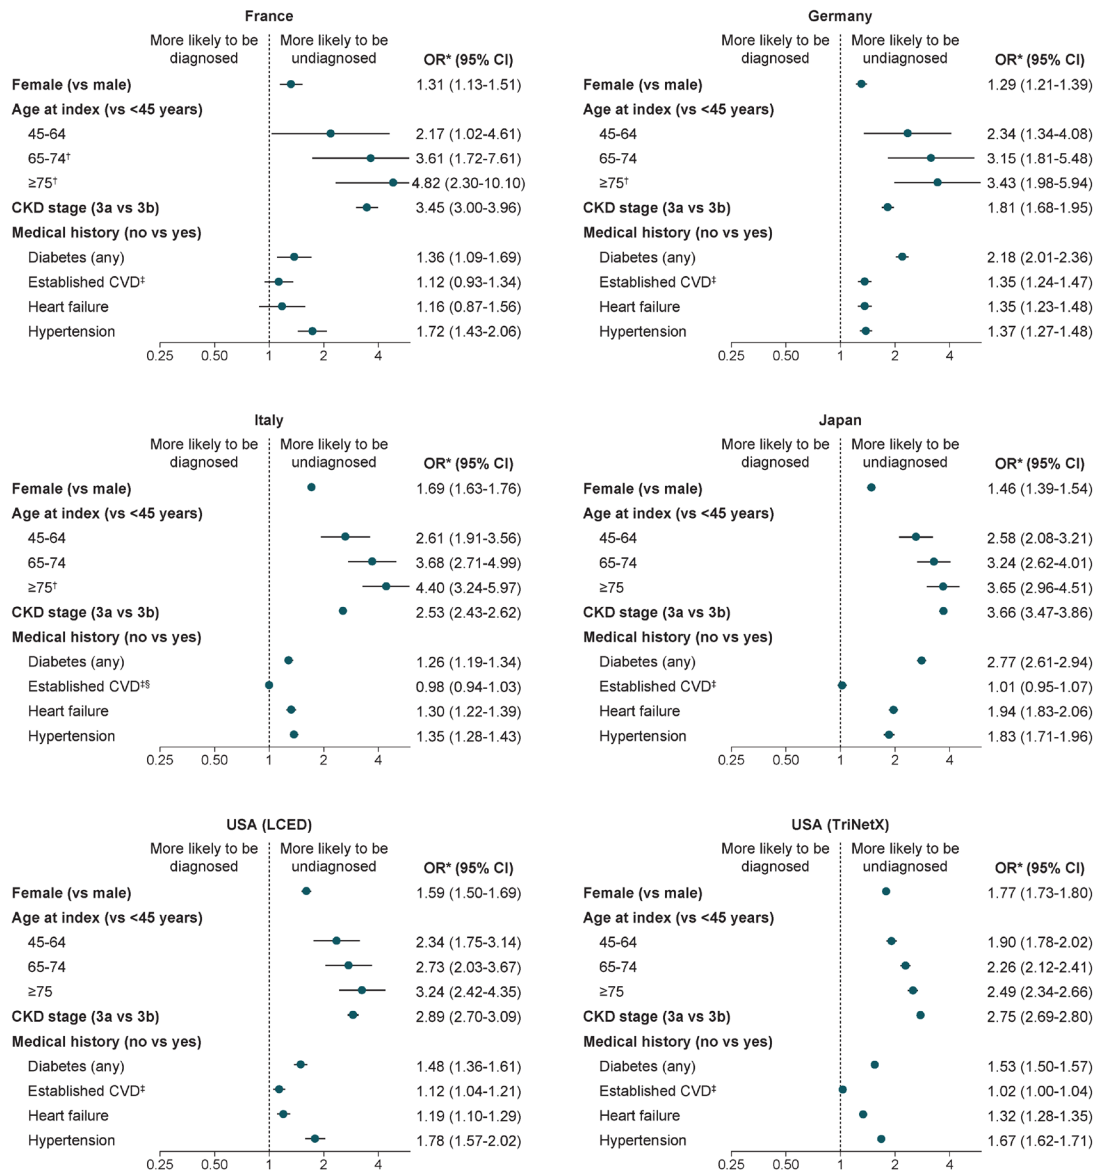 France
More likely to be diagnosed
More likely to be undiagnosed
OR* (95% CI)
Female (vs male) 1.31 (1.13-1.51)
Age at index (vs <45 years)
45-64 2.17 (1.02-4.61)
65-74† 3.61 (1.72-7.61)
≥75† 4.82 (2.30-10.10)
CKD stage (3a vs 3b) 3.45 (3.00-3.96)
Medical history (no vs yes)
Diabetes (any) 1.36 (1.09-1.69)
Established CVD‡ 1.12 (0.93-1.34)
Heart failure 1.16 (0.87-1.56)
Hypertension 1.72 (1.43-2.06)
0.25 0.50 1 2 4
Germany
More likely to be diagnosed
More likely to be undiagnosed
OR* (95% CI)
Female (vs male) 1.29 (1.21-1.39)
Age at index (vs <45 years)
45-64 2.34 (1.34-4.08)
65-74 3.15 (1.81-5.48)
≥75† 3.43 (1.98-5.94)
CKD stage (3a vs 3b) 1.81 (1.68-1.95)
Medical history (no vs yes)
Diabetes (any) 2.18 (2.01-2.36)
Established CVD‡ 1.35 (1.24-1.47)
Heart failure 1.35 (1.23-1.48)
Hypertension 1.37 (1.27-1.48)
0.25 0.50 1 2 4
Italy
More likely to be diagnosed
More likely to be undiagnosed
OR* (95% CI)
Female (vs male) 1.69 (1.63-1.76)
Age at index (vs <45 years)
45-64 2.61 (1.91-3.56)
65-74 3.68 (2.71-4.99)
≥75† 4.40 (3.24-5.97)
CKD stage (3a vs 3b) 2.53 (2.43-2.62)
Medical history (no vs yes)
Diabetes (any) 1.26 (1.19-1.34)
Established CVD‡§ 0.98 (0.94-1.03)
Heart failure 1.30 (1.22-1.39)
Hypertension 1.35 (1.28-1.43)
0.25 0.50 1 2 4
Japan
More likely to be diagnosed
More likely to be undiagnosed
OR* (95% CI)
Female (vs male) 1.46 (1.39-1.54)
Age at index (vs <45 years)
45-64 2.58 (2.08-3.21)
65-74 3.24 (2.62-4.01)
≥75 3.65 (2.96-4.51)
CKD stage (3a vs 3b) 3.66 (3.47-3.86)
Medical history (no vs yes)
Diabetes (any) 2.77 (2.61-2.94)
Established CVD‡ 1.01 (0.95-1.07)
Heart failure 1.94 (1.83-2.06)
Hypertension 1.83 (1.71-1.96)
0.25 0.50 1 2 4
USA (LCED)
More likely to be diagnosed
More likely to be undiagnosed
OR* (95% CI)
Female (vs male) 1.59 (1.50-1.69)
Age at index (vs <45 years)
45-64 2.34 (1.75-3.14)
65-74 2.73 (2.03-3.67)
≥75 3.24 (2.42-4.35)
CKD stage (3a vs 3b) 2.89 (2.70-3.09)
Medical history (no vs yes)
Diabetes (any) 1.48 (1.36-1.61)
Established CVD‡ 1.12 (1.04-1.21)
Heart failure 1.19 (1.10-1.29)
Hypertension 1.78 (1.57-2.02)
0.25 0.50 1 2 4
USA (TriNetX)
More likely to be diagnosed
More likely to be undiagnosed
OR* (95% CI)
Female (vs male) 1.77 (1.73-1.80)
Age at index (vs <45 years)
45-64 1.90 (1.78-2.02)
65-74 2.26 (2.12-2.41)
≥75 2.49 (2.34-2.66)
CKD stage (3a vs 3b) 2.75 (2.69-2.80)
Medical history (no vs yes)
Diabetes (any) 1.53 (1.50-1.57)
Established CVD‡ 1.02 (1.00-1.04)
Heart failure 1.32 (1.28-1.35)
Hypertension 1.67 (1.62-1.71)
0.25 0.50 1 2 4